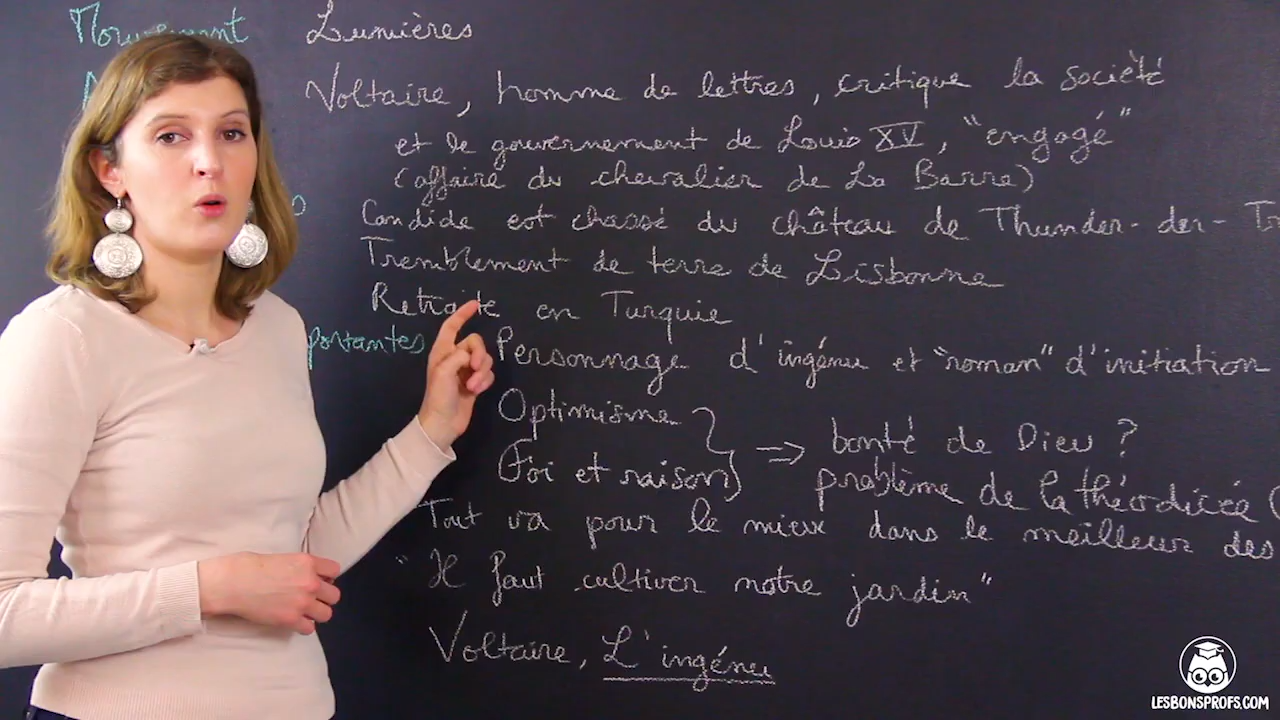 Mouvement Lumières
Voltaire, homme de lettres, critique la société
et le gouvernement de Louis XV, "engagé"
(affaire du chevalier de La Barre)
Candide est chassé du château de Thunder-der-
Tremblement de terre de Lisbonne
Retraite en Turquie
portantes Personnage d'ingénu et "roman" d'initiation
Optimisme
Foi et raison ⇒ bonté de Dieu ?
problème de la théodicée (
Tout va pour le mieux dans le meilleur des
"Il faut cultiver notre jardin"
Voltaire, L'ingénu
LESBONSPROFS.COM